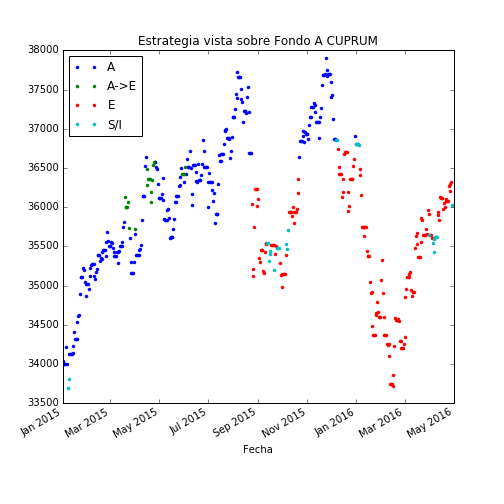 Estrategia vista sobre Fondo A CUPRUM
38000
37500
37000
36500
36000
35500
35000
34500
34000
33500
A
A->E
E
S/I
Jan 2015
Mar 2015
May 2015
Jul 2015
Sep 2015
Nov 2015
Jan 2016
Mar 2016
May 2016
Fecha